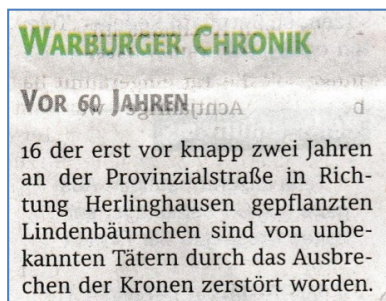 WARBURGER CHRONIK
VOR 60 JAHREN
16 der erst vor knapp zwei Jahren
an der Provinzialstraße in Rich-
tung Herlinghausen gepflanzten
Lindenbäumchen sind von unbe-
kannten Tätern durch das Ausbre-
chen der Kronen zerstört worden.